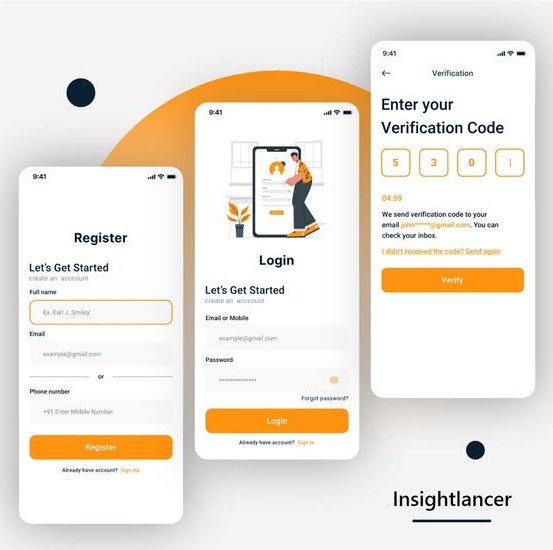 9:41
Register
Let's Get Started
create an acccount
Full name
Ex. Earl J. Smiley
Email
example@gmail.com
or
Phone number
+91 Enter Mobile Number
Register
Already have account? Sign Up
9:41
Login
Let's Get Started
create an acccount
Email or Mobile
example@gmail.com
Password
**************
Forgot password?
Login
Already have account? Sign in
9:41
Verification
Enter your
Verification Code
5 3 0 |
04:59
We send verification code to your
email john*****@gmail.com. You can
check your inbox.
I didn't received the code? Send again
Verify
Insightlancer